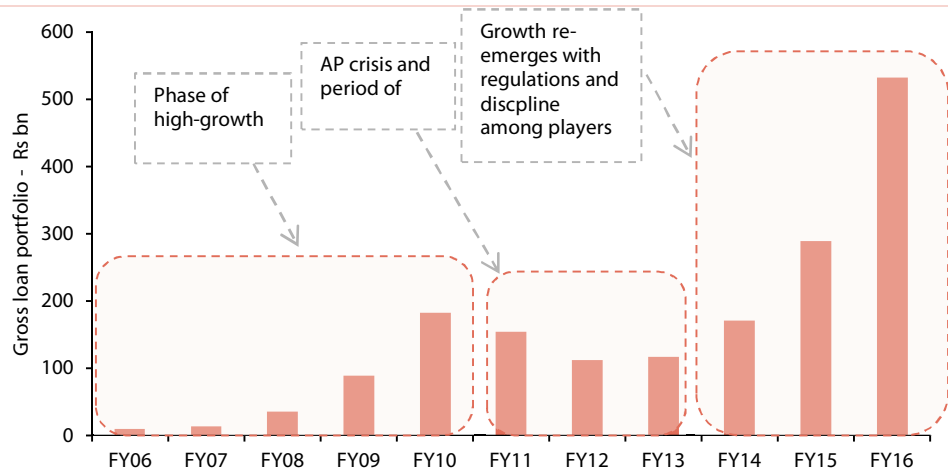 Gross loan portfolio - Rs bn
600
500
400
300
200
100
0
Phase of
high-growth
AP crisis and
period of
Growth re-
emerges with
regulations and
discpline
among players
FY06 FY07 FY08 FY09 FY10 FY11 FY12 FY13 FY14 FY15 FY16